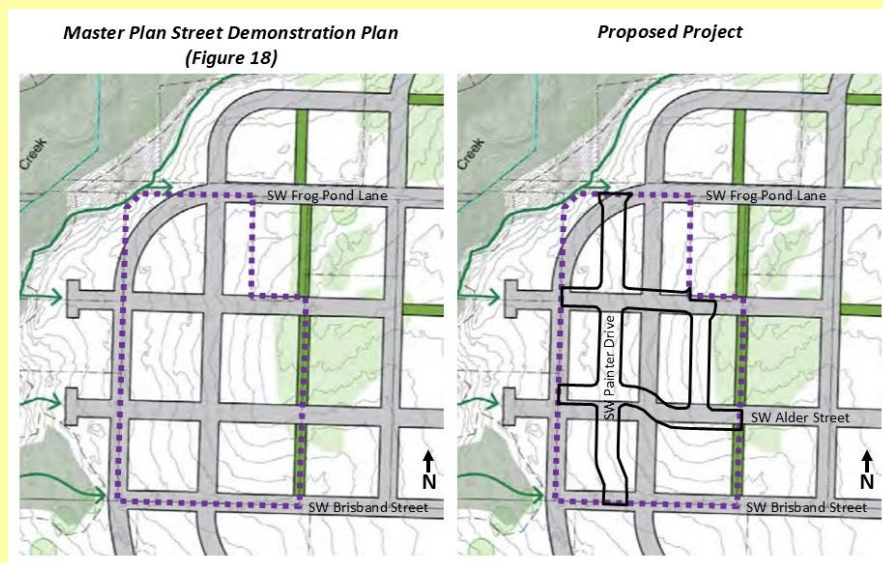 Master Plan Street Demonstration Plan
(Figure 18)
Creek
SW Frog Pond Lane
SW Brisband Street
N
Proposed Project
Creek
SW Frog Pond Lane
SW Painter Drive
SW Alder Street
N
SW Brisband Street